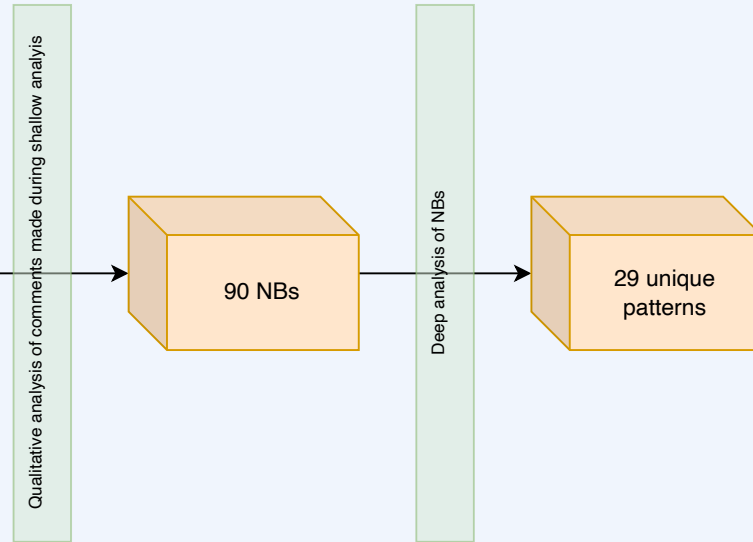 Qualitative analysis of comments made during shallow analyis
90 NBs
Deep analysis of NBs
29 unique
patterns